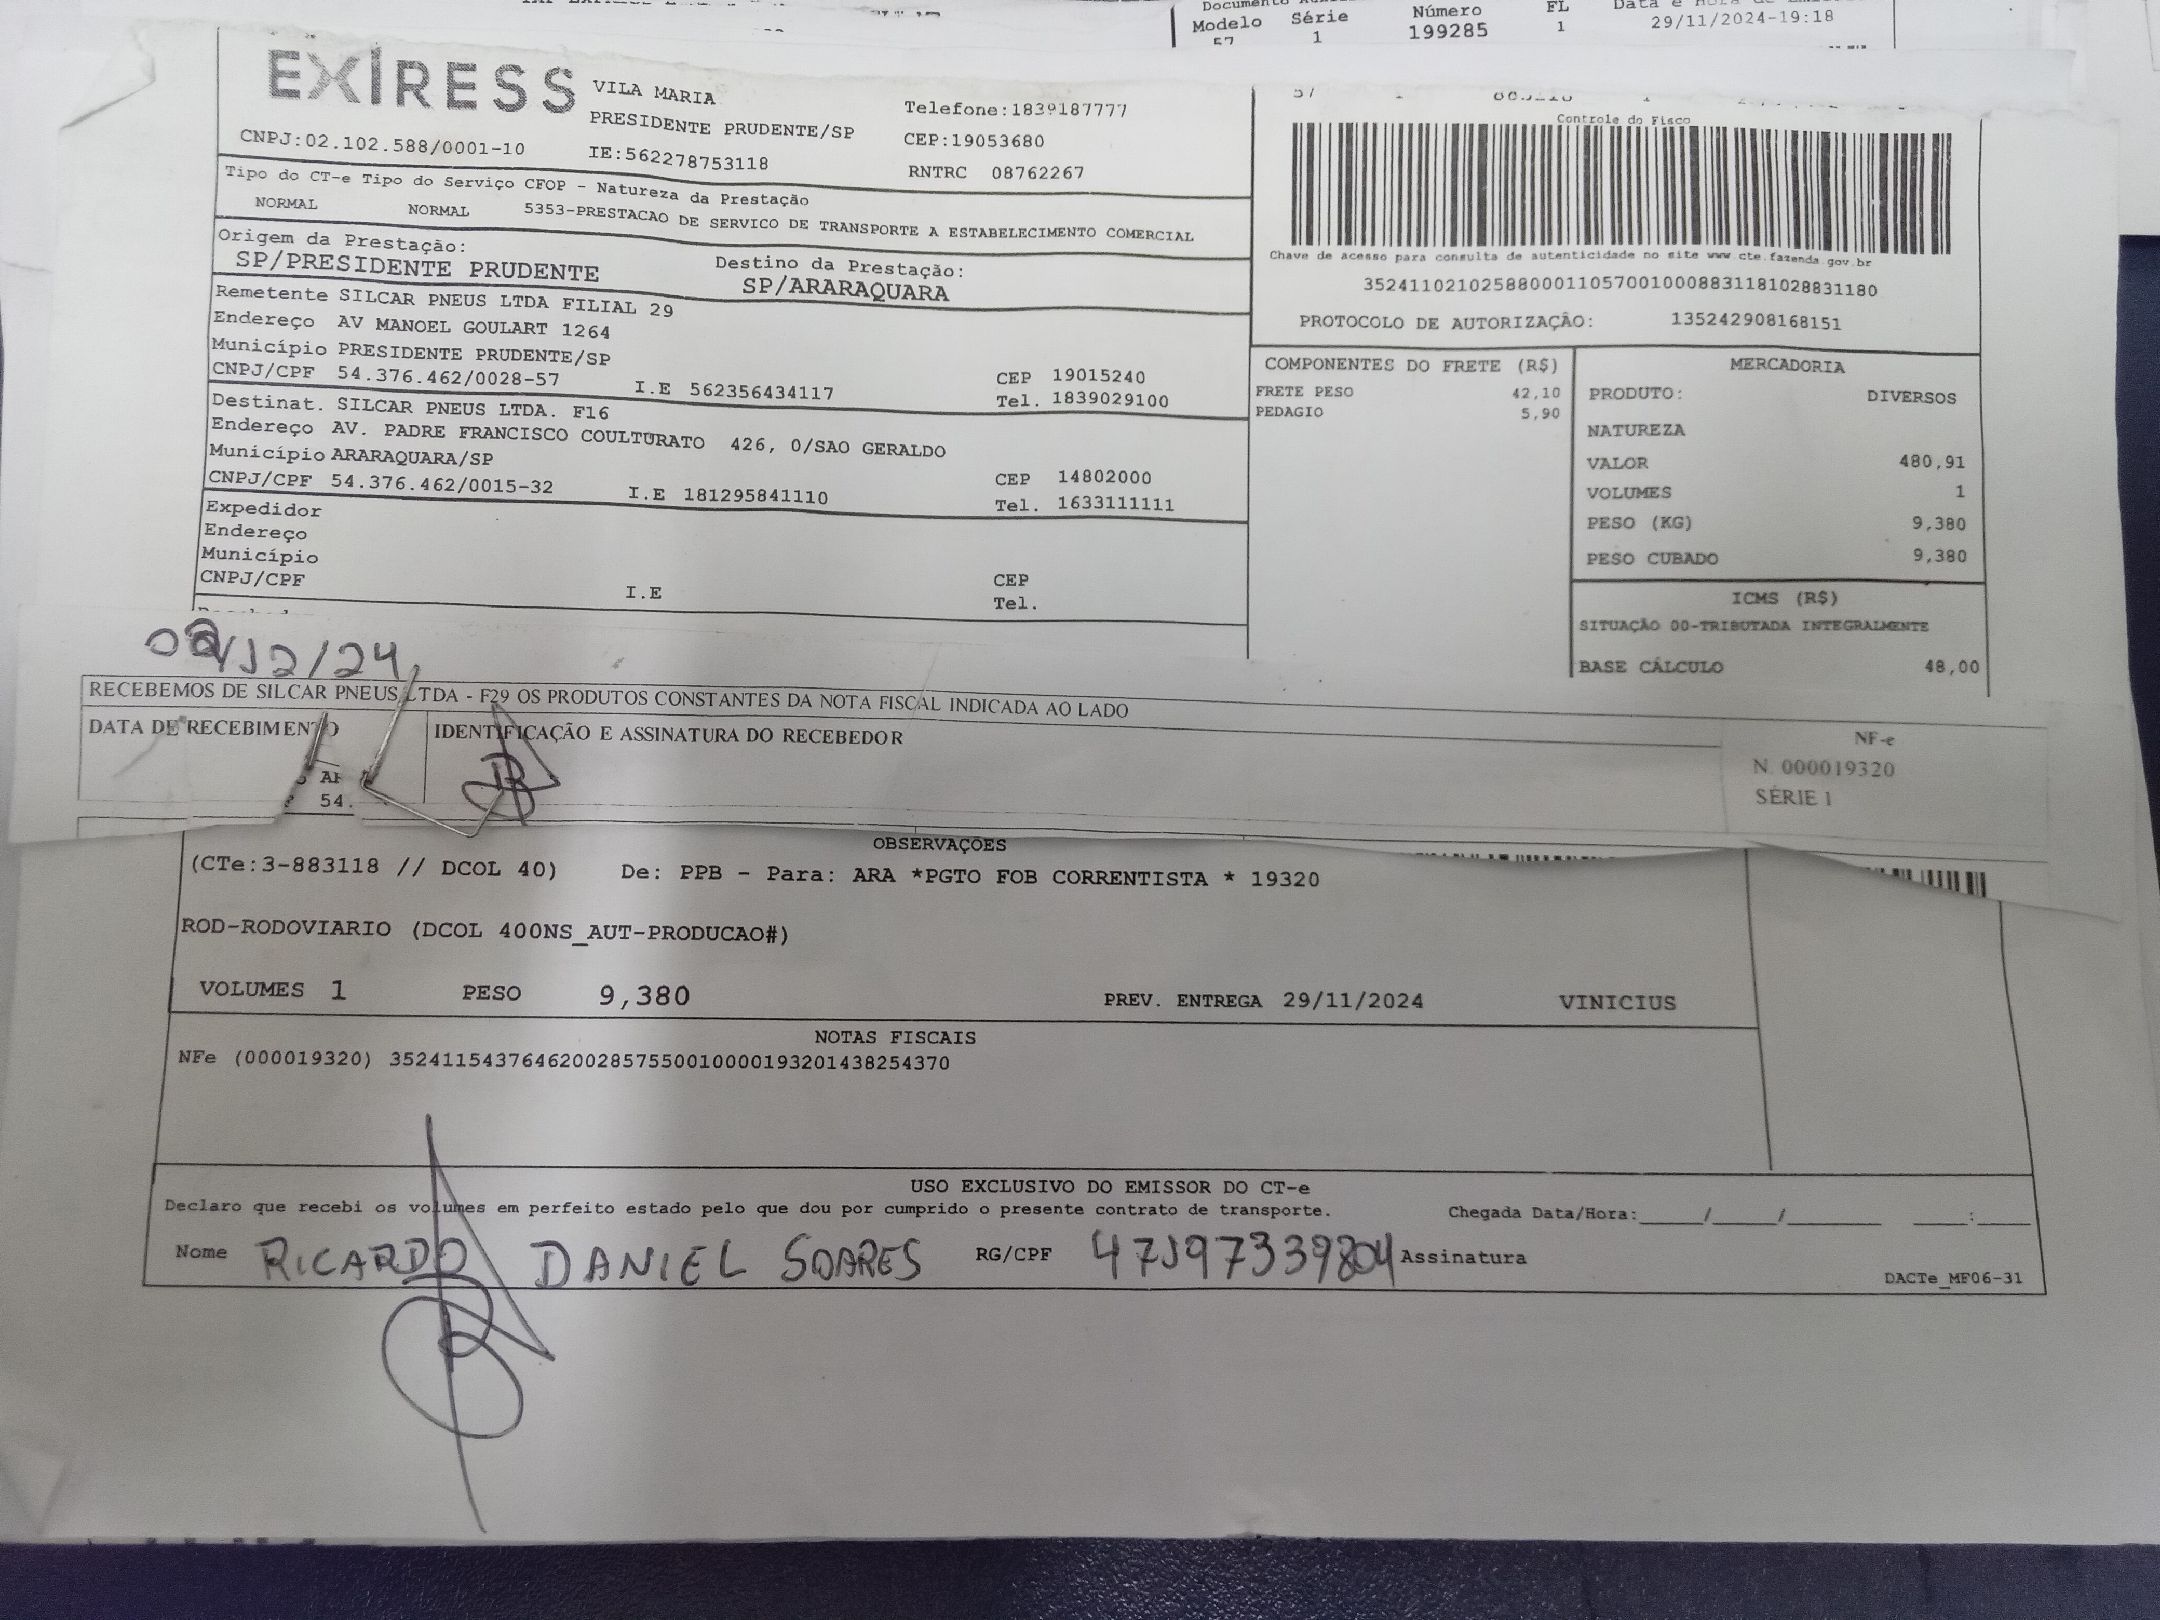 Modelo Série Número FL
1 199285 1 29/11/2024-19:18
EXIRESS
VILA MARIA
PRESIDENTE PRUDENTE/SP
Telefone:1839187777
CNPJ:02.102.588/0001-10 IE:562278753118 CEP:19053680
RNTRC 08762267
Tipo do CT-e Tipo do Serviço CFOP - Natureza da Prestação
NORMAL NORMAL 5353-PRESTACAO DE SERVICO DE TRANSPORTE A ESTABELECIMENTO COMERCIAL
Origem da Prestação: Destino da Prestação:
SP/PRESIDENTE PRUDENTE SP/ARARAQUARA
Remetente SILCAR PNEUS LTDA FILIAL 29
Endereço AV MANOEL GOULART 1264
Município PRESIDENTE PRUDENTE/SP CEP 19015240
CNPJ/CPF 54.376.462/0028-57 I.E 562356434117 Tel. 1839029100
Destinat. SILCAR PNEUS LTDA. F16
Endereço AV. PADRE FRANCISCO COULTURATO 426, 0/SAO GERALDO
Município ARARAQUARA/SP CEP 14802000
CNPJ/CPF 54.376.462/0015-32 I.E 181295841110 Tel. 1633111111
Expedidor
Endereço
Município CEP
CNPJ/CPF I.E Tel.
Controle do Fisco
Chave de acesso para consulta de autenticidade no site www.cte.fazenda.gov.br
35241102102588000110570010008831181028831180
PROTOCOLO DE AUTORIZAÇÃO: 135242908168151
COMPONENTES DO FRETE (R$)
FRETE PESO 42,10
PEDAGIO 5,90
MERCADORIA
PRODUTO: DIVERSOS
NATUREZA
VALOR 480,91
VOLUMES 1
PESO (KG) 9,380
PESO CUBADO 9,380
ICMS (R$)
SITUAÇÃO 00-TRIBUTADA INTEGRALMENTE
BASE CÁLCULO 48,00
RECEBEMOS DE SILCAR PNEUS LTDA - F29 OS PRODUTOS CONSTANTES DA NOTA FISCAL INDICADA AO LADO
DATA DE RECEBIMENTO IDENTIFICAÇÃO E ASSINATURA DO RECEBEDOR
NF-e
N. 000019320
SÉRIE 1
54.
OBSERVAÇÕES
(CTe:3-883118 // DCOL 40) De: PPB - Para: ARA *PGTO FOB CORRENTISTA * 19320
ROD-RODOVIARIO (DCOL 400NS_AUT-PRODUCAO#)
VOLUMES 1 PESO 9,380 PREV. ENTREGA 29/11/2024 VINICIUS
NOTAS FISCAIS
NFe (000019320) 35241154376462002857550010000193201438254370
USO EXCLUSIVO DO EMISSOR DO CT-e
Declaro que recebi os volumes em perfeito estado pelo que dou por cumprido o presente contrato de transporte. Chegada Data/Hora:_____/_____/________ ____:____
Nome RICARDO DANIEL SOARES RG/CPF 47197339804 Assinatura
DACTe_MF06-31